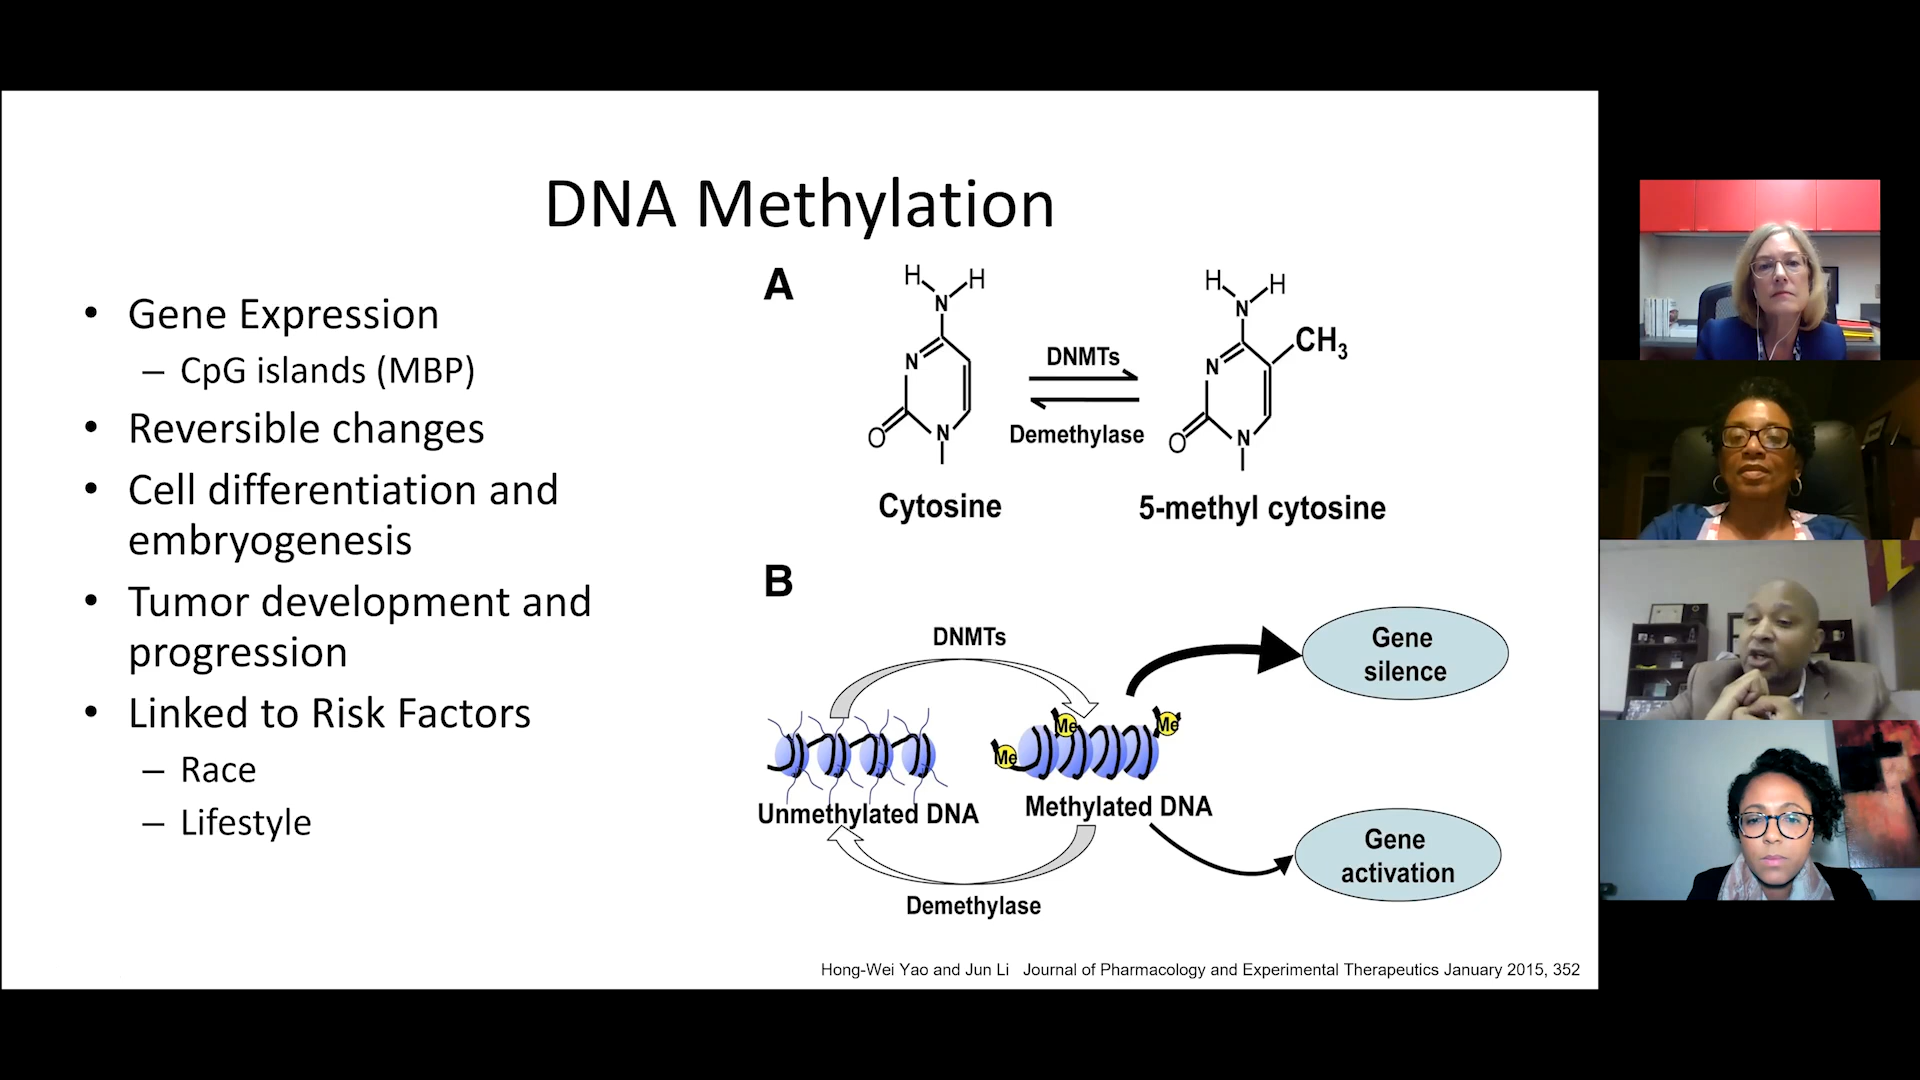 DNA Methylation
• Gene Expression
– CpG islands (MBP)
• Reversible changes
• Cell differentiation and
embryogenesis
• Tumor development and
progression
• Linked to Risk Factors
– Race
– Lifestyle
A
H H
N
N
O
N
Cytosine
DNMTs
Demethylase
H H
N
CH3
N
O
N
5-methyl cytosine
B
DNMTs
Unmethylated DNA
Me
Me
Me
Methylated DNA
Demethylase
Gene
silence
Gene
activation
Hong-Wei Yao and Jun Li Journal of Pharmacology and Experimental Therapeutics January 2015, 352